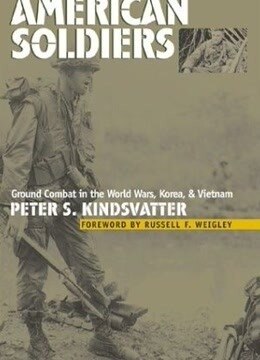 AMERICAN
SOLDIERS
Ground Combat in the World Wars, Korea, & Vietnam
PETER S. KINDSVATTER
FOREWORD BY RUSSELL F. WEIGLEY